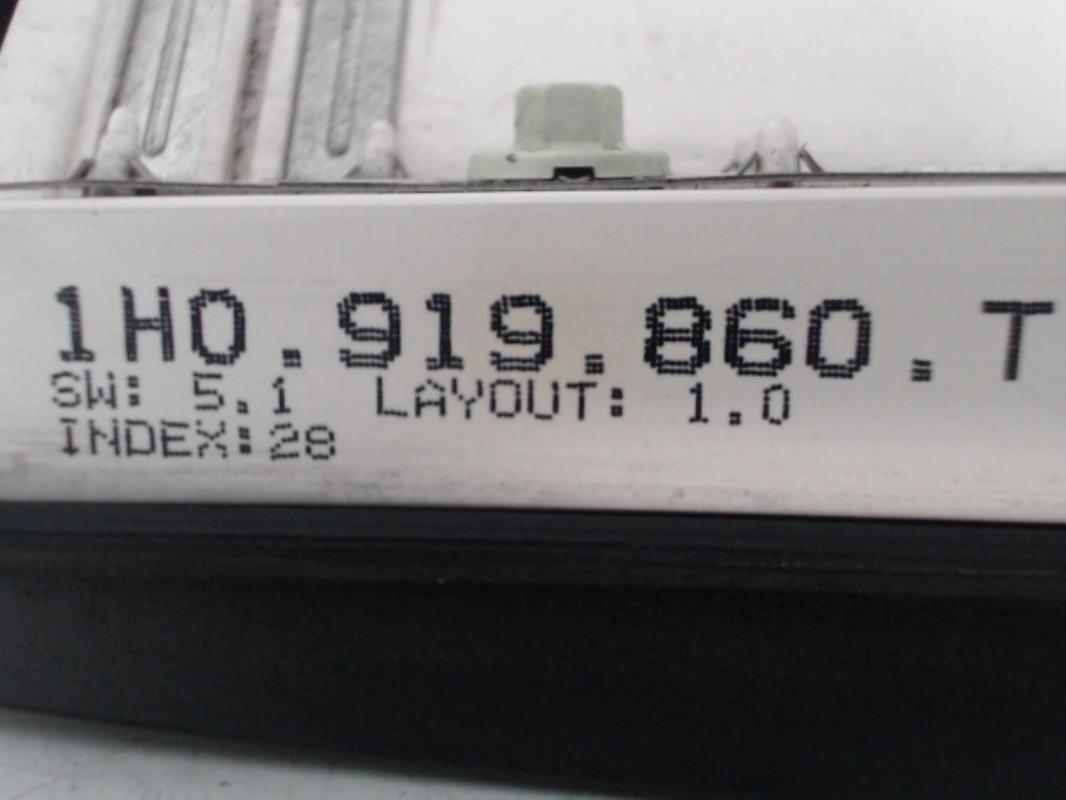 1H0.919.860.T
SW: 5.1 LAYOUT: 1.0
INDEX:28